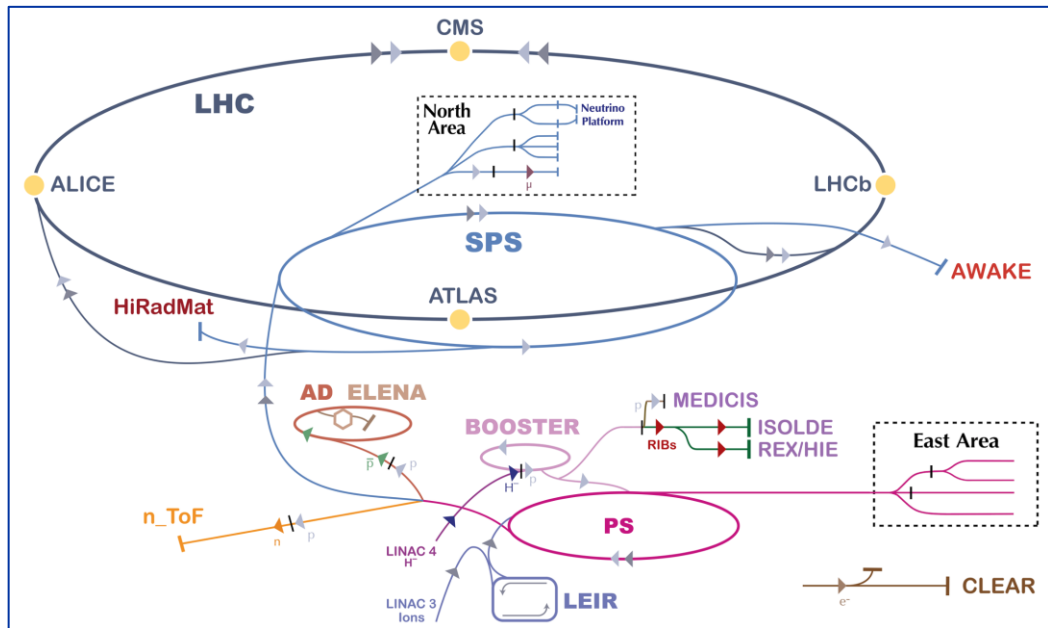 CMS
LHC
North
Area
Neutrino
Platform
μ
ALICE
LHCb
SPS
AWAKE
HiRadMat
ATLAS
AD ELENA
p̅
p
BOOSTER
H⁻
p
p
MEDICIS
RIBs
ISOLDE
REX/HIE
East Area
n_ToF
n
p
PS
LINAC 4
H⁻
LINAC 3
Ions
LEIR
e⁻
CLEAR